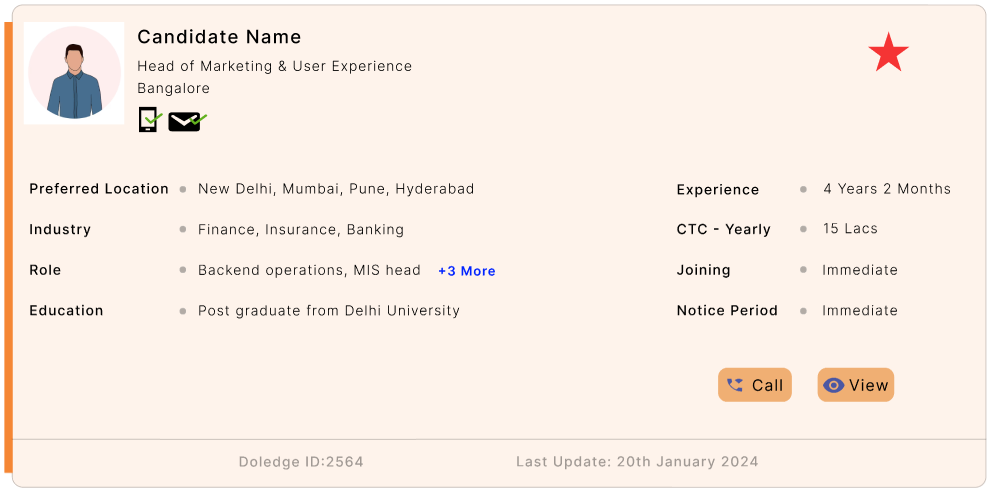 Candidate Name
Head of Marketing & User Experience
Bangalore
Preferred Location New Delhi, Mumbai, Pune, Hyderabad
Industry Finance, Insurance, Banking
Role Backend operations, MIS head +3 More
Education Post graduate from Delhi University
Experience 4 Years 2 Months
CTC - Yearly 15 Lacs
Joining Immediate
Notice Period Immediate
Call View
Doledge ID:2564 Last Update: 20th January 2024